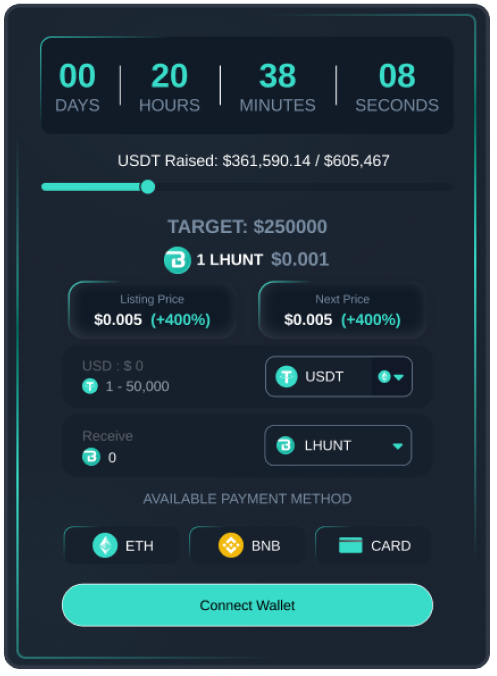 00 20 38 08
DAYS HOURS MINUTES SECONDS
USDT Raised: $361,590.14 / $605,467
TARGET: $250000
1 LHUNT $0.001
Listing Price Next Price
$0.005 (+400%) $0.005 (+400%)
USD : $ 0
1 - 50,000 USDT
Receive
0 LHUNT
AVAILABLE PAYMENT METHOD
ETH BNB CARD
Connect Wallet